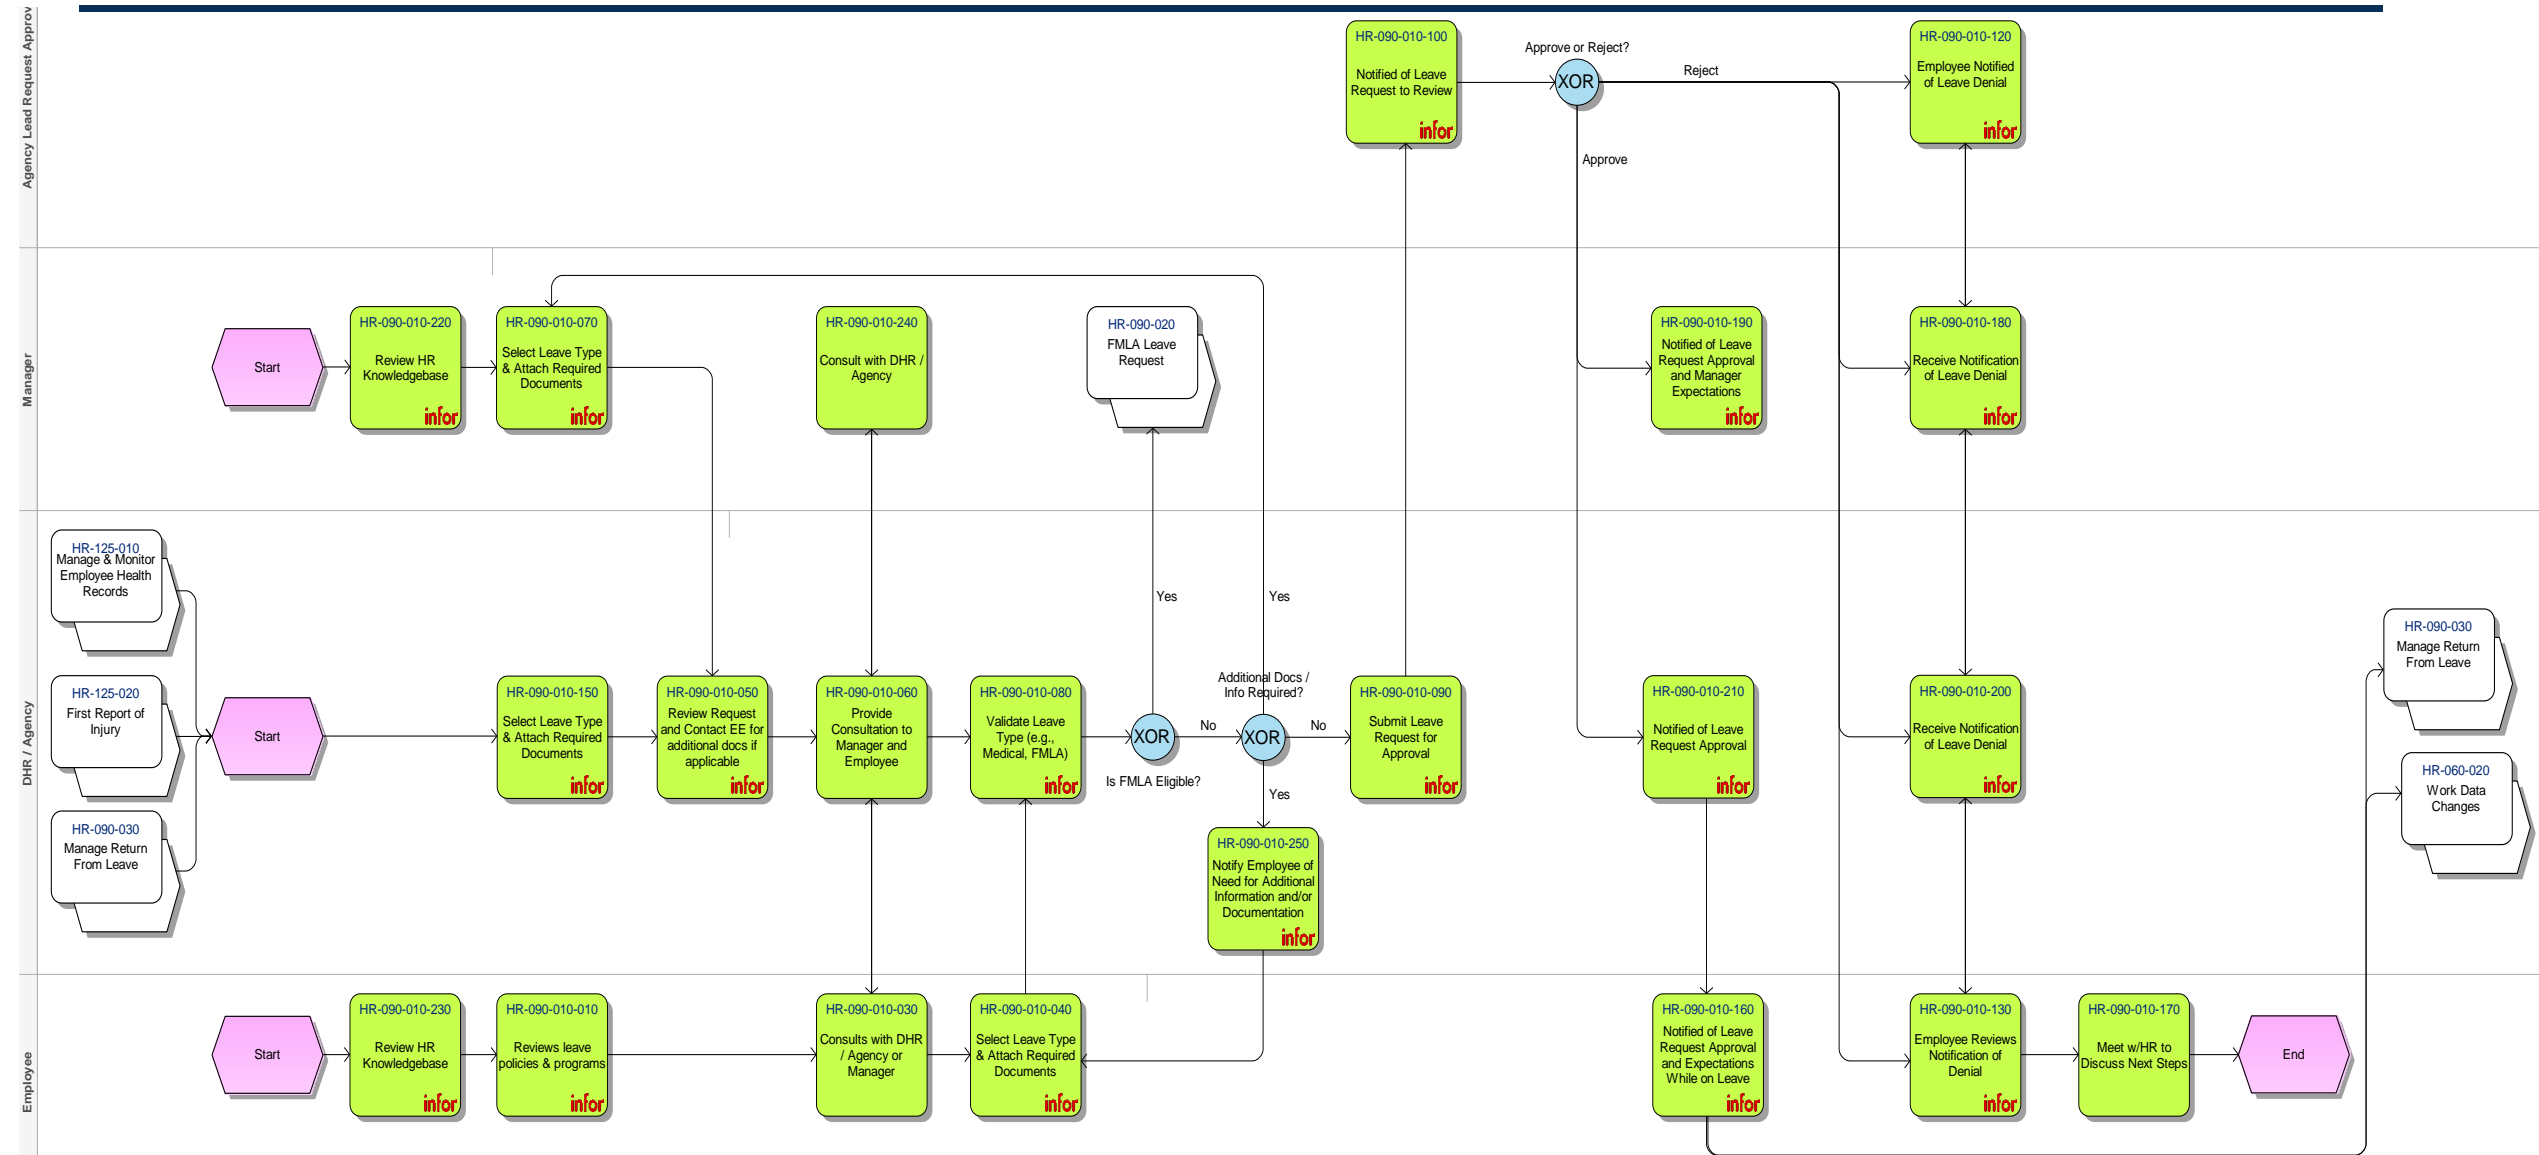 Agency Lead Request Approv
HR-090-010-100
Notified of Leave
Request to Review
infor
Approve or Reject?
XOR
Reject
Approve
HR-090-010-120
Employee Notified
of Leave Denial
infor
Manager
Start
HR-090-010-220
Review HR
Knowledgebase
infor
HR-090-010-070
Select Leave Type
& Attach Required
Documents
infor
HR-090-010-240
Consult with DHR /
Agency
HR-090-020
FMLA Leave
Request
HR-090-010-190
Notified of Leave
Request Approval
and Manager
Expectations
infor
HR-090-010-180
Receive Notification
of Leave Denial
infor
DHR / Agency
HR-125-010
Manage & Monitor
Employee Health
Records
HR-125-020
First Report of
Injury
HR-090-030
Manage Return
From Leave
Start
HR-090-010-150
Select Leave Type
& Attach Required
Documents
infor
HR-090-010-050
Review Request
and Contact EE for
additional docs if
applicable
infor
HR-090-010-060
Provide
Consultation to
Manager and
Employee
HR-090-010-080
Validate Leave
Type (e.g.,
Medical, FMLA)
infor
Yes
XOR
Is FMLA Eligible?
No
Yes
Additional Docs /
Info Required?
XOR
No
Yes
HR-090-010-250
Notify Employee of
Need for Additional
Information and/or
Documentation
infor
HR-090-010-090
Submit Leave
Request for
Approval
infor
HR-090-010-210
Notified of Leave
Request Approval
infor
HR-090-010-200
Receive Notification
of Leave Denial
infor
HR-090-030
Manage Return
From Leave
HR-060-020
Work Data
Changes
Employee
Start
HR-090-010-230
Review HR
Knowledgebase
infor
HR-090-010-010
Reviews leave
policies & programs
infor
HR-090-010-030
Consults with DHR
/ Agency or
Manager
HR-090-010-040
Select Leave Type
& Attach Required
Documents
infor
HR-090-010-160
Notified of Leave
Request Approval
and Expectations
While on Leave
infor
HR-090-010-130
Employee Reviews
Notification of
Denial
infor
HR-090-010-170
Meet w/HR to
Discuss Next Steps
End